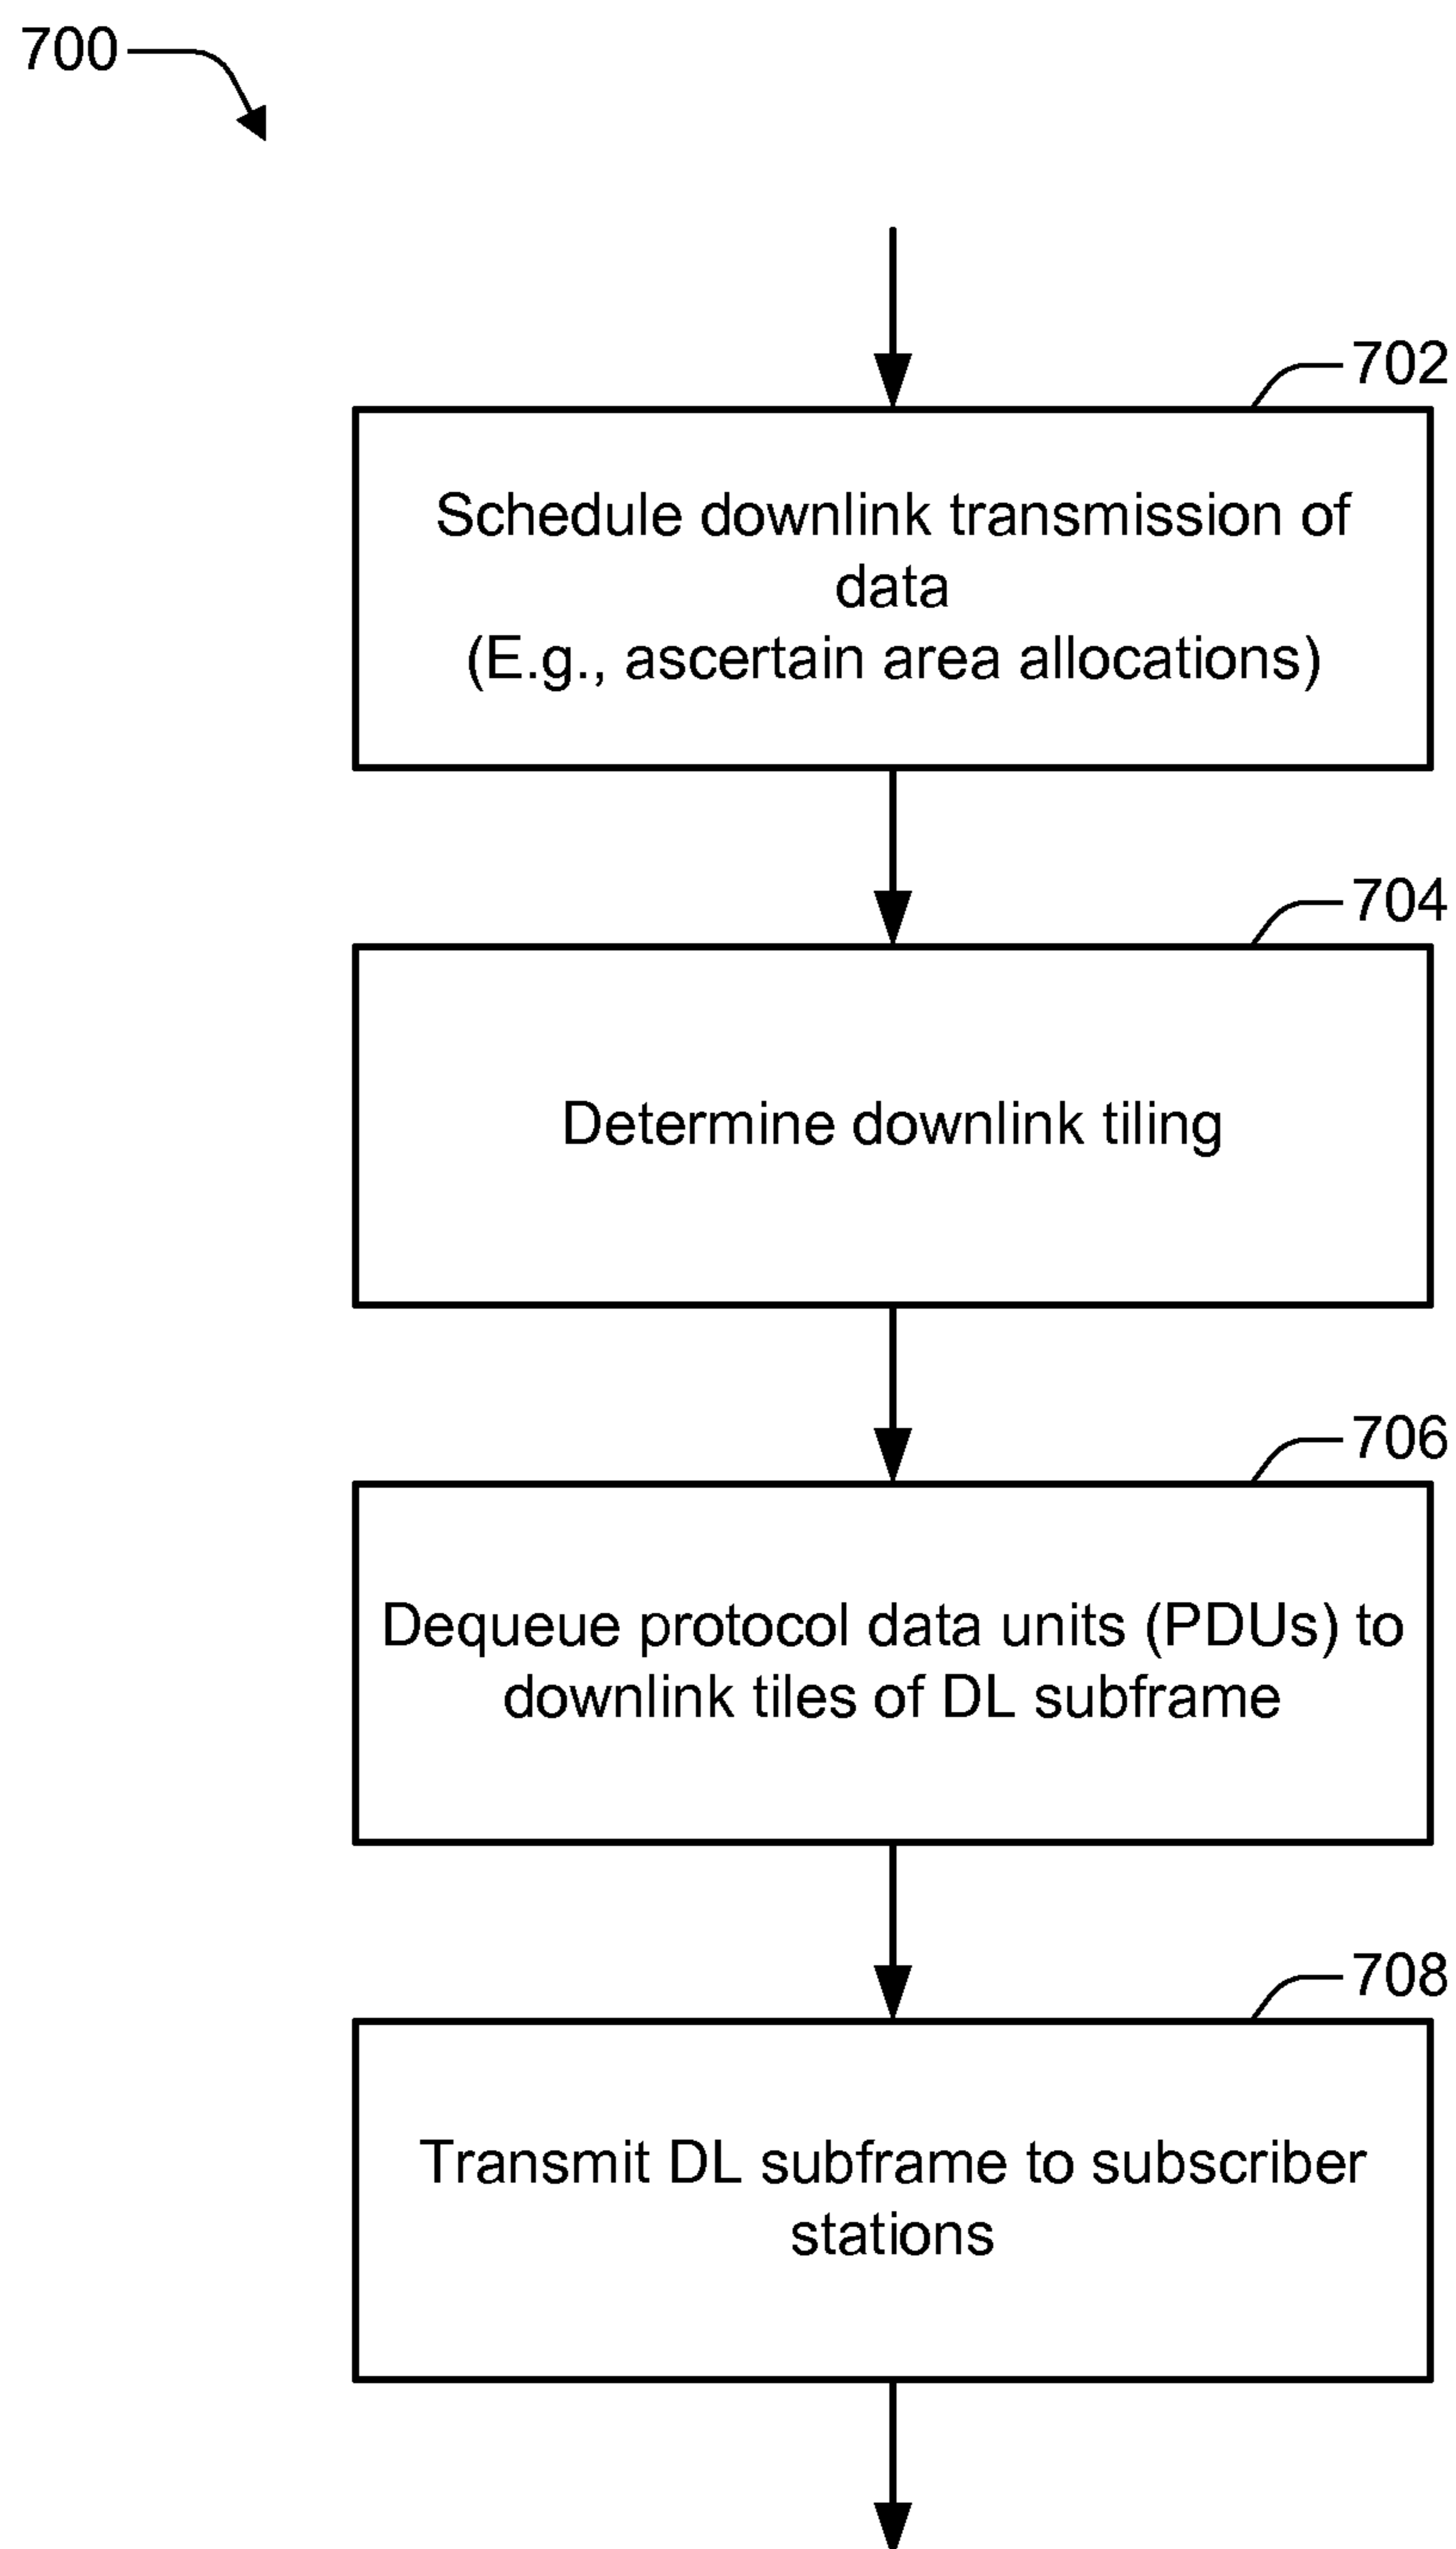 700
702
Schedule downlink transmission of
data
(E.g., ascertain area allocations)
704
Determine downlink tiling
706
Dequeue protocol data units (PDUs) to
downlink tiles of DL subframe
708
Transmit DL subframe to subscriber
stations